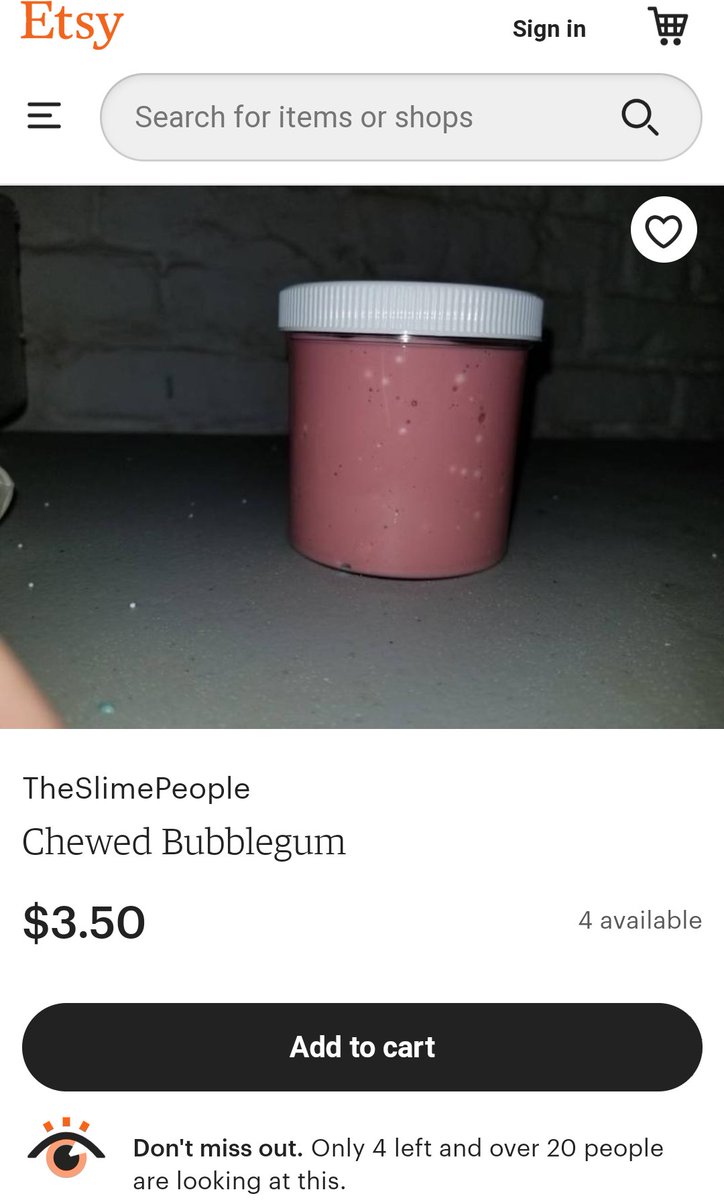 Etsy
Sign in
Search for items or shops
TheSlimePeople
Chewed Bubblegum
$3.50
4 available
Add to cart
Don't miss out. Only 4 left and over 20 people
are looking at this.